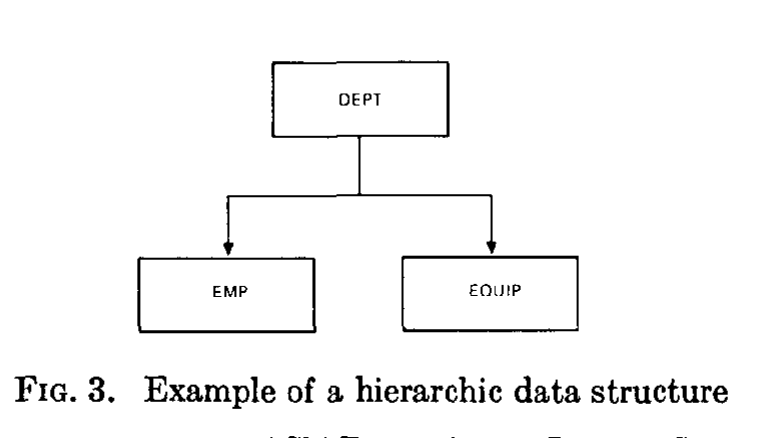 DEPT
EMP
EQUIP
FIG. 3. Example of a hierarchic data structure